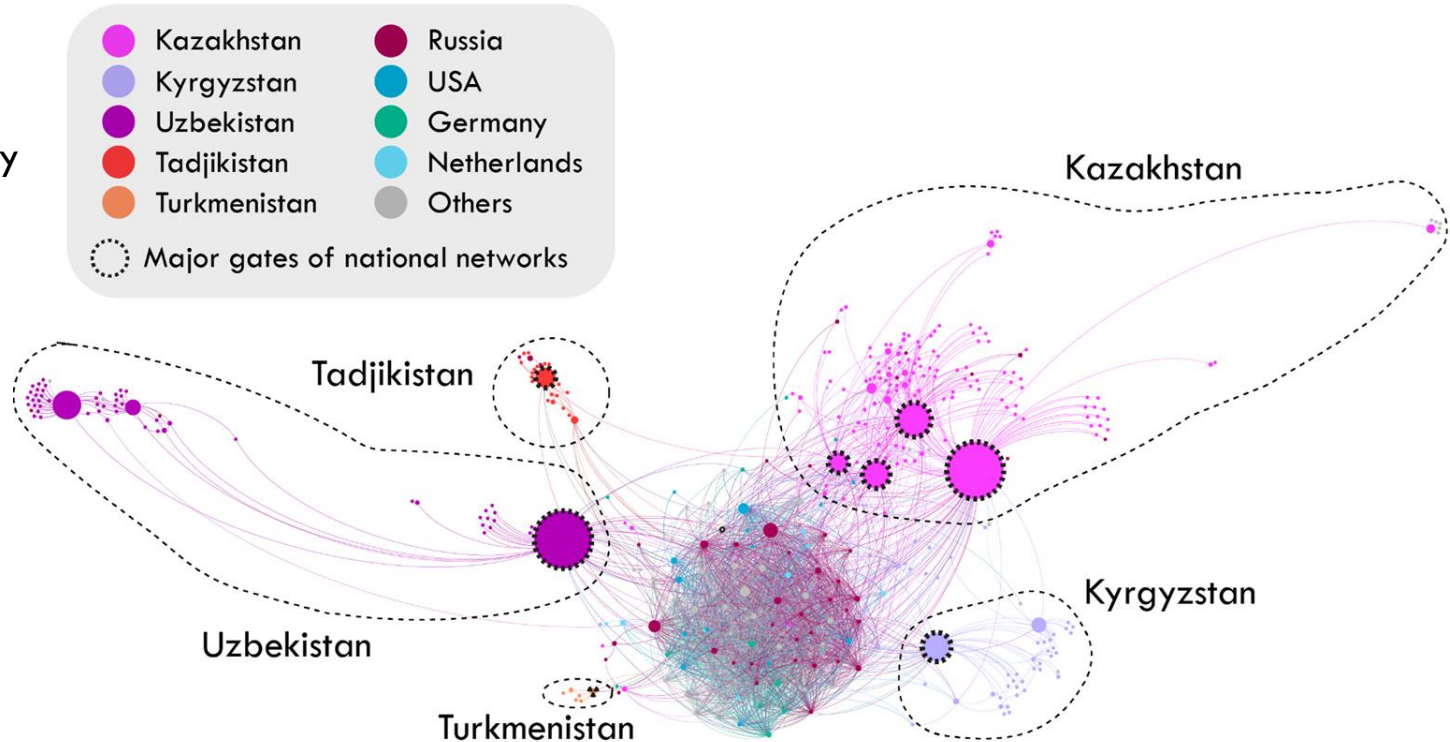 Kazakhstan
Kyrgyzstan
Uzbekistan
Tadjikistan
Turkmenistan
Russia
USA
Germany
Netherlands
Others
Major gates of national networks
y
Kazakhstan
Tadjikistan
Kyrgyzstan
Uzbekistan
Turkmenistan